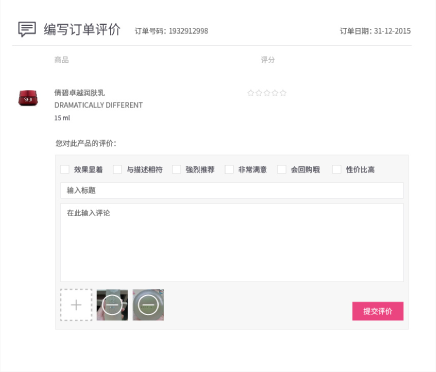 编写订单评价
订单号码: 1932912998
订单日期: 31-12-2015
商品
评分
倩碧卓越润肤乳
DRAMATICALLY DIFFERENT
15 ml
您对此产品的评价:
效果显着
与描述相符
強烈推荐
非常满意
会回购哦
性价比高
输入标题
在此输入评论
提交评价